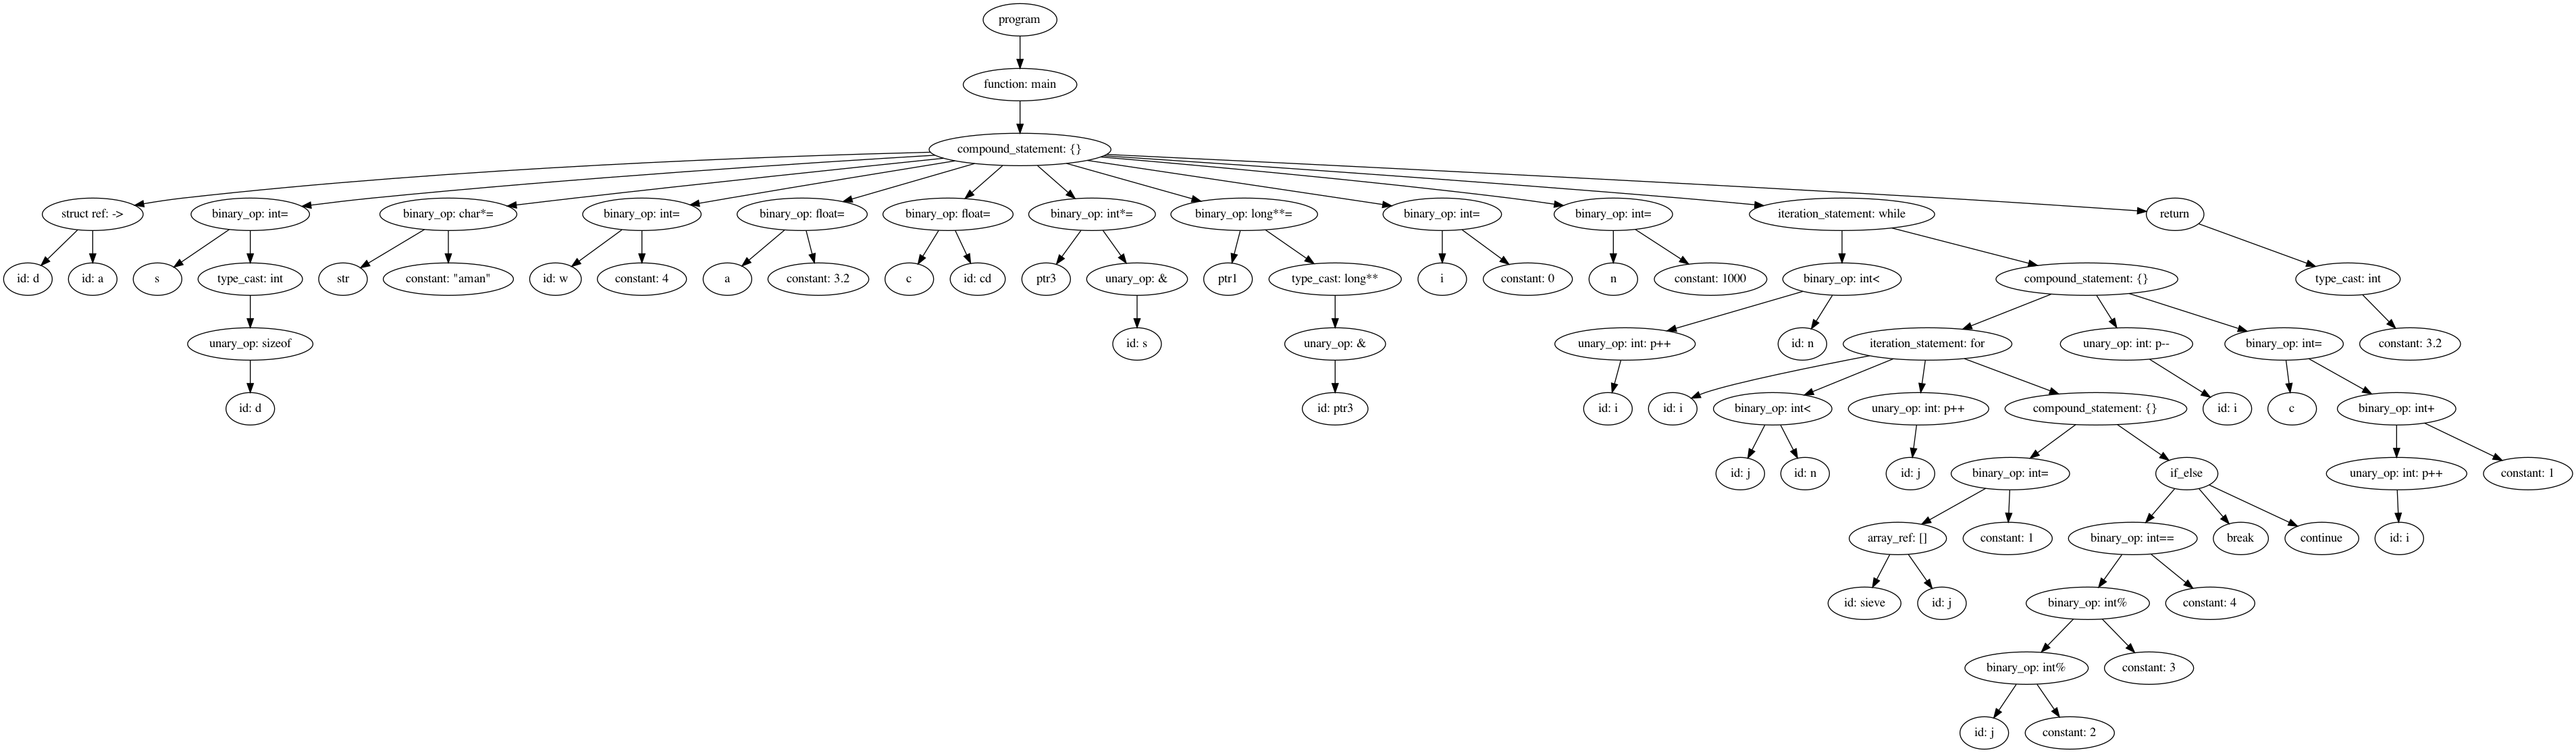 program
function: main
compound_statement: {}
struct ref: ->
binary_op: int=
binary_op: char*=
binary_op: int=
binary_op: float=
binary_op: float=
binary_op: int*=
binary_op: long**=
binary_op: int=
binary_op: int=
iteration_statement: while
return
id: d
id: a
s
type_cast: int
str
constant: "aman"
id: w
constant: 4
a
constant: 3.2
c
id: cd
ptr3
unary_op: &
ptr1
type_cast: long**
i
constant: 0
n
constant: 1000
binary_op: int<
compound_statement: {}
type_cast: int
unary_op: sizeof
id: s
unary_op: &
unary_op: int: p++
id: n
iteration_statement: for
unary_op: int: p--
binary_op: int=
constant: 3.2
id: d
id: ptr3
id: i
id: i
binary_op: int<
unary_op: int: p++
compound_statement: {}
id: i
c
binary_op: int+
id: j
id: n
id: j
binary_op: int=
if_else
unary_op: int: p++
constant: 1
array_ref: []
constant: 1
binary_op: int==
break
continue
id: i
id: sieve
id: j
binary_op: int%
constant: 4
binary_op: int%
constant: 3
id: j
constant: 2